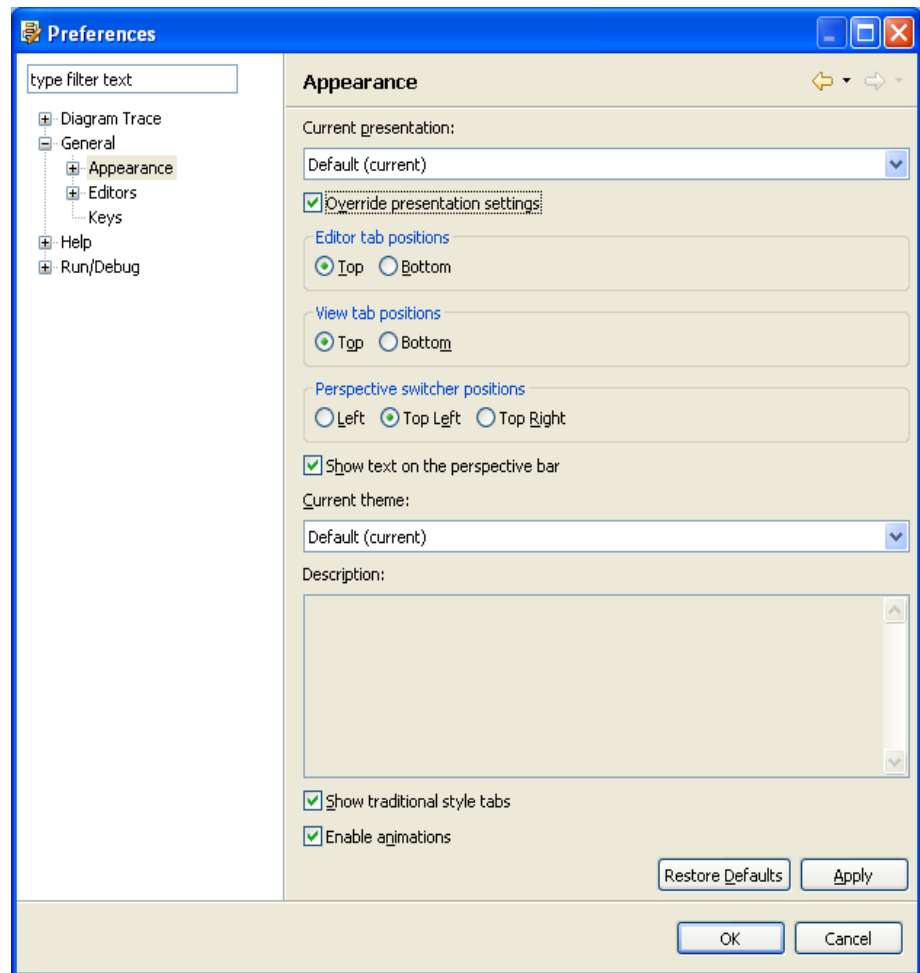 Preferences
type filter text
Diagram Trace
General
Appearance
Editors
Keys
Help
Run/Debug
Appearance
Current presentation:
Default (current)
Override presentation settings
Editor tab positions
Top Bottom
View tab positions
Top Bottom
Perspective switcher positions
Left Top Left Top Right
Show text on the perspective bar
Current theme:
Default (current)
Description:
Show traditional style tabs
Enable animations
Restore Defaults Apply
OK Cancel